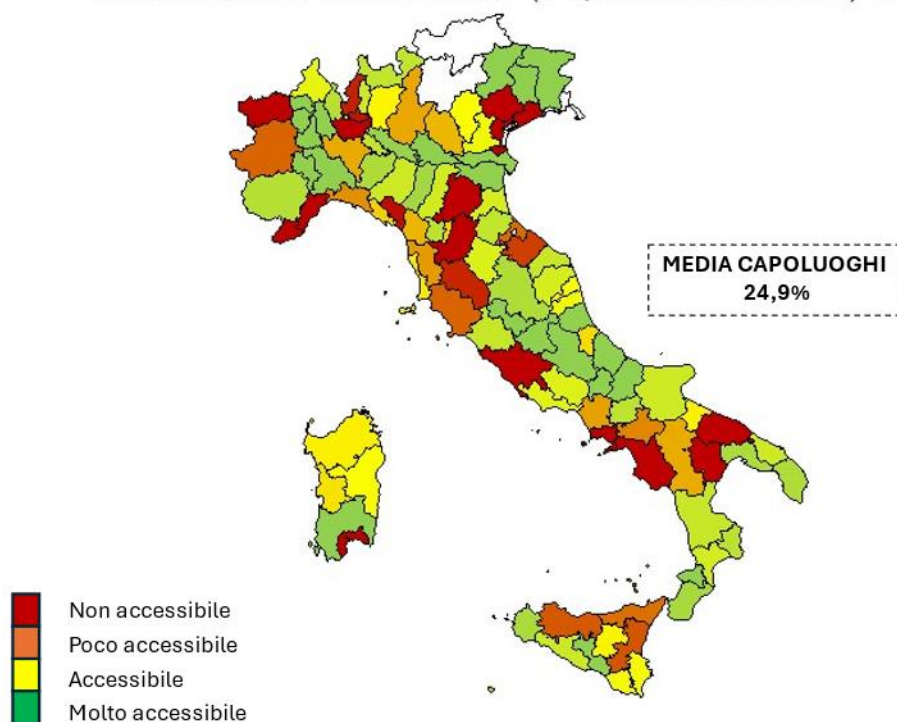 MEDIA CAPOLUOGHI
24,9%
Non accessibile
Poco accessibile
Accessibile
Molto accessibile